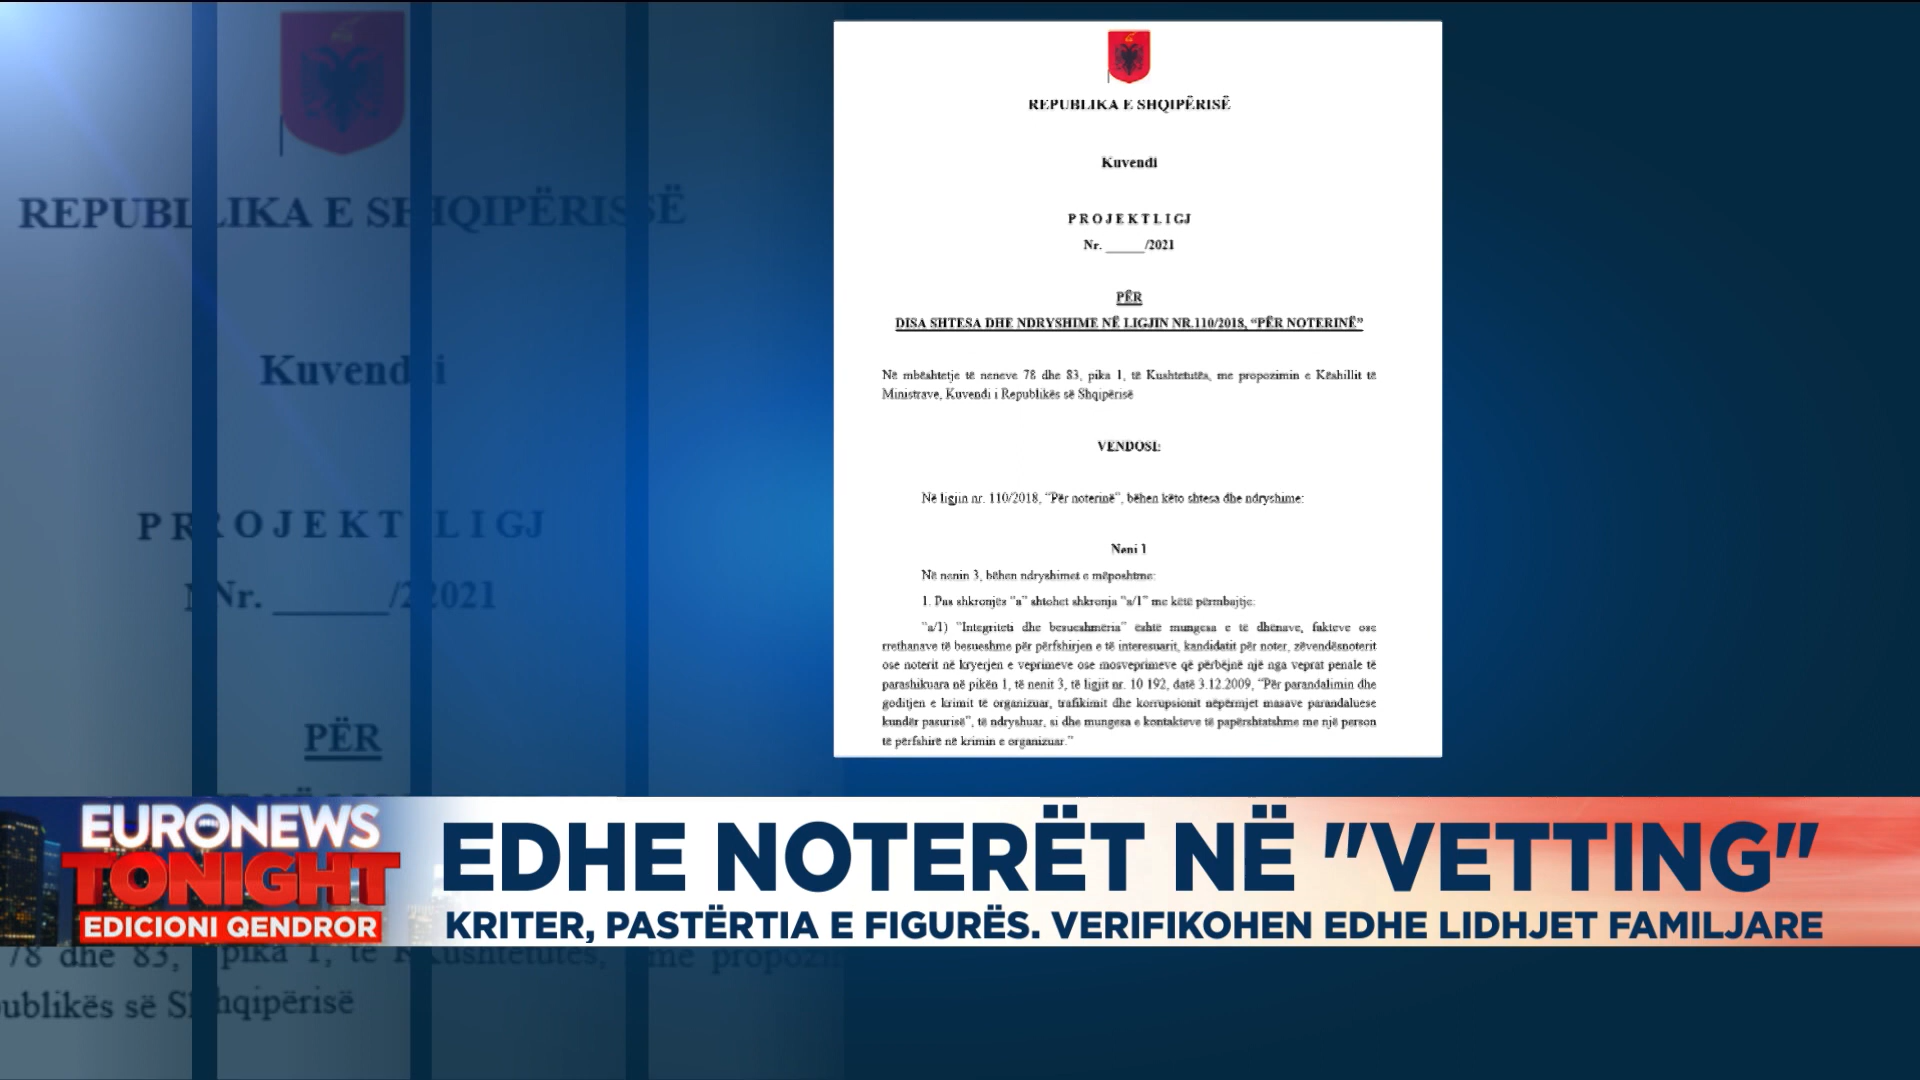 REPUBLIKA E SHQIPËRISË
Kuvendi
P R O J E K T L I GJ
Nr. ______/2021
PËR
DISA SHTESA DHE NDRYSHIME NË LIGJIN NR.110/2018, “PËR NOTERINË”
Në mbështetje të neneve 78 dhe 83, pika 1, të Kushtetutës, me propozimin e Këshillit të
Ministrave, Kuvendi i Republikës së Shqipërisë
VENDOSI:
Në ligjin nr. 110/2018, “Për noterinë”, bëhen këto shtesa dhe ndryshime:
Neni 1
Në nenin 3, bëhen ndryshimet e mëposhtme:
1. Pas shkronjës “a” shtohet shkronja “a/1” me këtë përmbajtje:
“a/1) “Integriteti dhe besueshmëria” është mungesa e të dhënave, fakteve ose
rrethanave të besueshme për përfshirjen e të interesuarit, kandidatit për noter, zëvendësnoterit
ose noterit në kryerjen e veprimeve ose mosveprimeve që përbëjnë një nga veprat penale të
parashikuara në pikën 1, të nenit 3, të ligjit nr. 10 192, datë 3.12.2009, “Për parandalimin dhe
goditjen e krimit të organizuar, trafikimit dhe korrupsionit nëpërmjet masave parandaluese
kundër pasurisë”, të ndryshuar, si dhe mungesa e kontakteve të papërshtatshme me një person
të përfshirë në krimin e organizuar.”
REPUBLIKA E SHQIPËRISË
Kuvendi
P R O J E K T L I GJ
Nr. ______/2021
PËR
EURONEWS
TONIGHT
EDICIONI QENDROR
EDHE NOTERËT NË "VETTING"
KRITER, PASTËRTIA E FIGURËS. VERIFIKOHEN EDHE LIDHJET FAMILJARE
78 dhe 83, pika 1, të Kushtetutës, me
së Shqipërisë